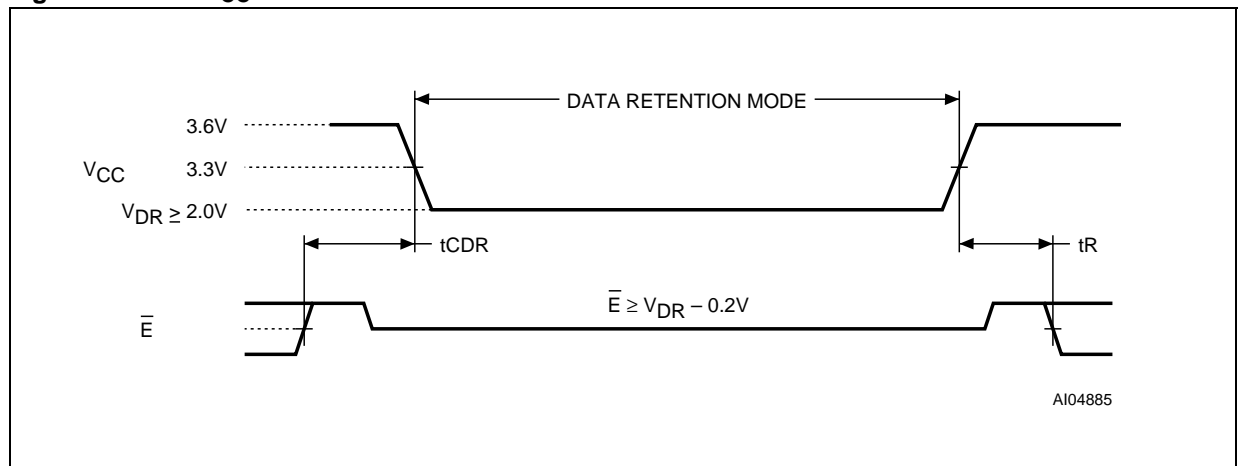 DATA RETENTION MODE
3.6V
VCC 3.3V
VDR ≥ 2.0V
tCDR
tR
E̅ ≥ VDR – 0.2V
E̅
AI04885